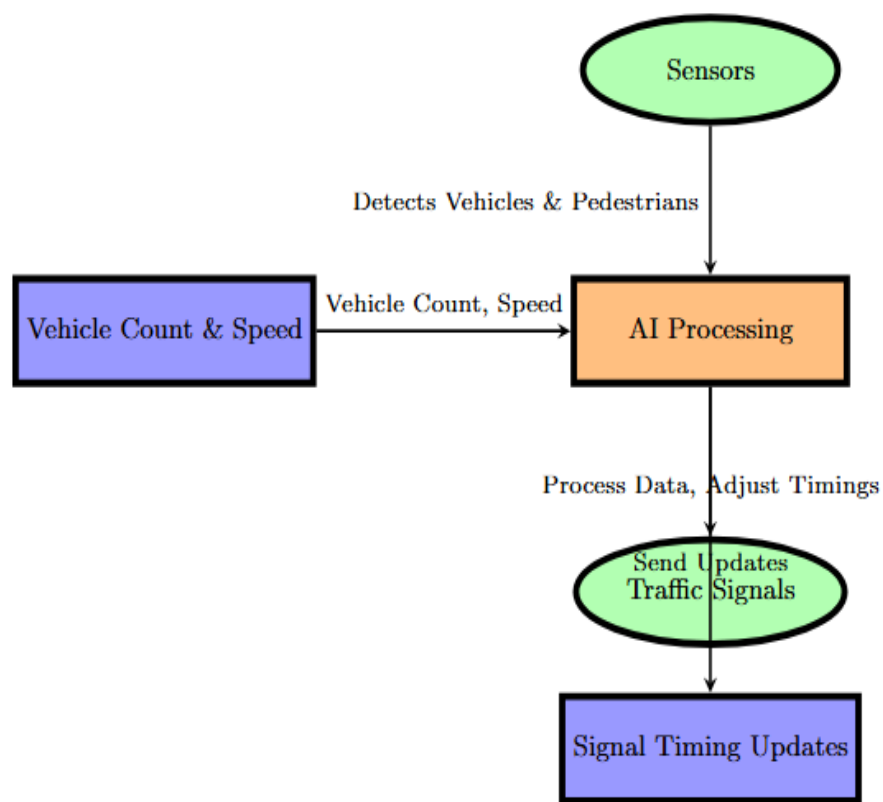 Sensors
Detects Vehicles & Pedestrians
Vehicle Count & Speed
Vehicle Count, Speed
AI Processing
Process Data, Adjust Timings
Send Updates
Traffic Signals
Signal Timing Updates